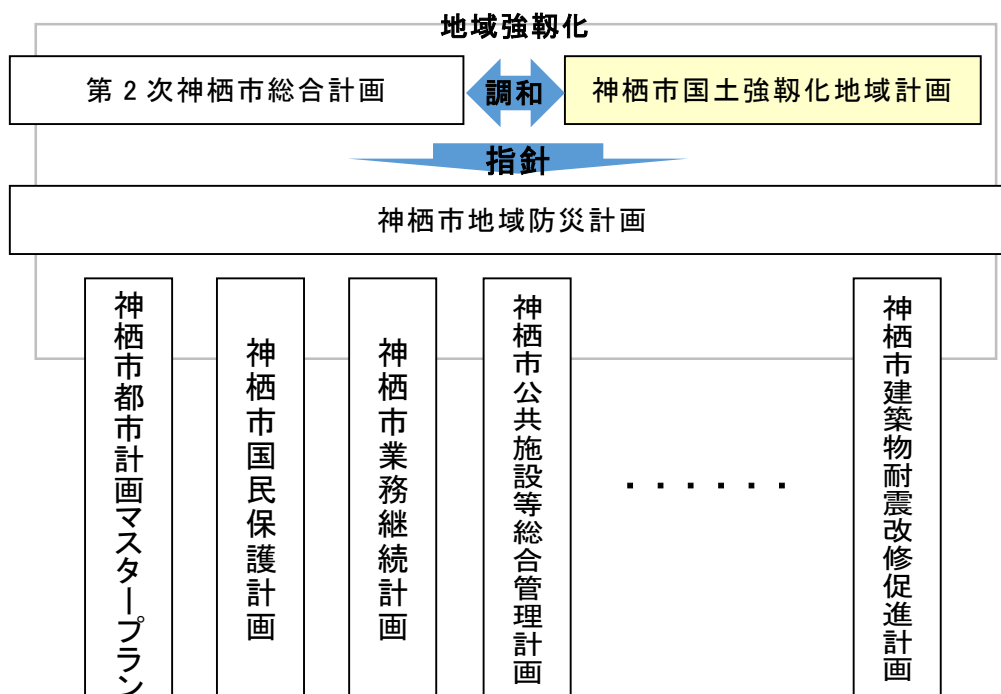 地域強靱化
第2次神栖市総合計画
調和
神栖市国土強靱化地域計画
指針
神栖市地域防災計画
神栖市都市計画マスタープラン
神栖市国民保護計画
神栖市業務継続計画
神栖市公共施設等総合管理計画
・・・・・・
神栖市建築物耐震改修促進計画